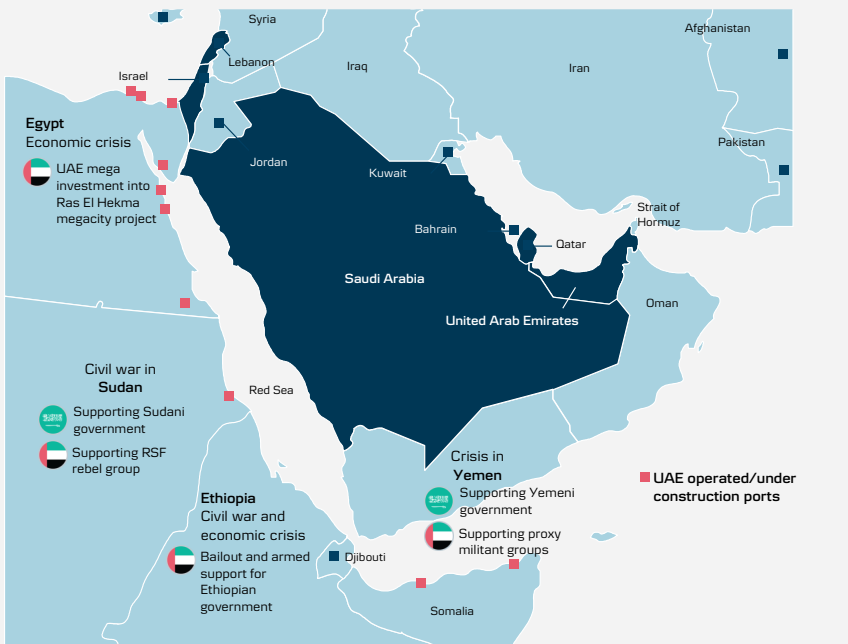 Syria
Afghanistan
Lebanon
Iraq
Iran
Israel
Egypt
Economic crisis
UAE mega
investment into
Ras El Hekma
megacity project
Jordan
Kuwait
Pakistan
Strait of
Hormuz
Bahrain
Qatar
Saudi Arabia
United Arab Emirates
Oman
Civil war in
Sudan
Supporting Sudani
government
Supporting RSF
rebel group
Red Sea
Crisis in
Yemen
Supporting Yemeni
government
Supporting proxy
militant groups
UAE operated/under
construction ports
Ethiopia
Civil war and
economic crisis
Bailout and armed
support for
Ethiopian
government
Djibouti
Somalia